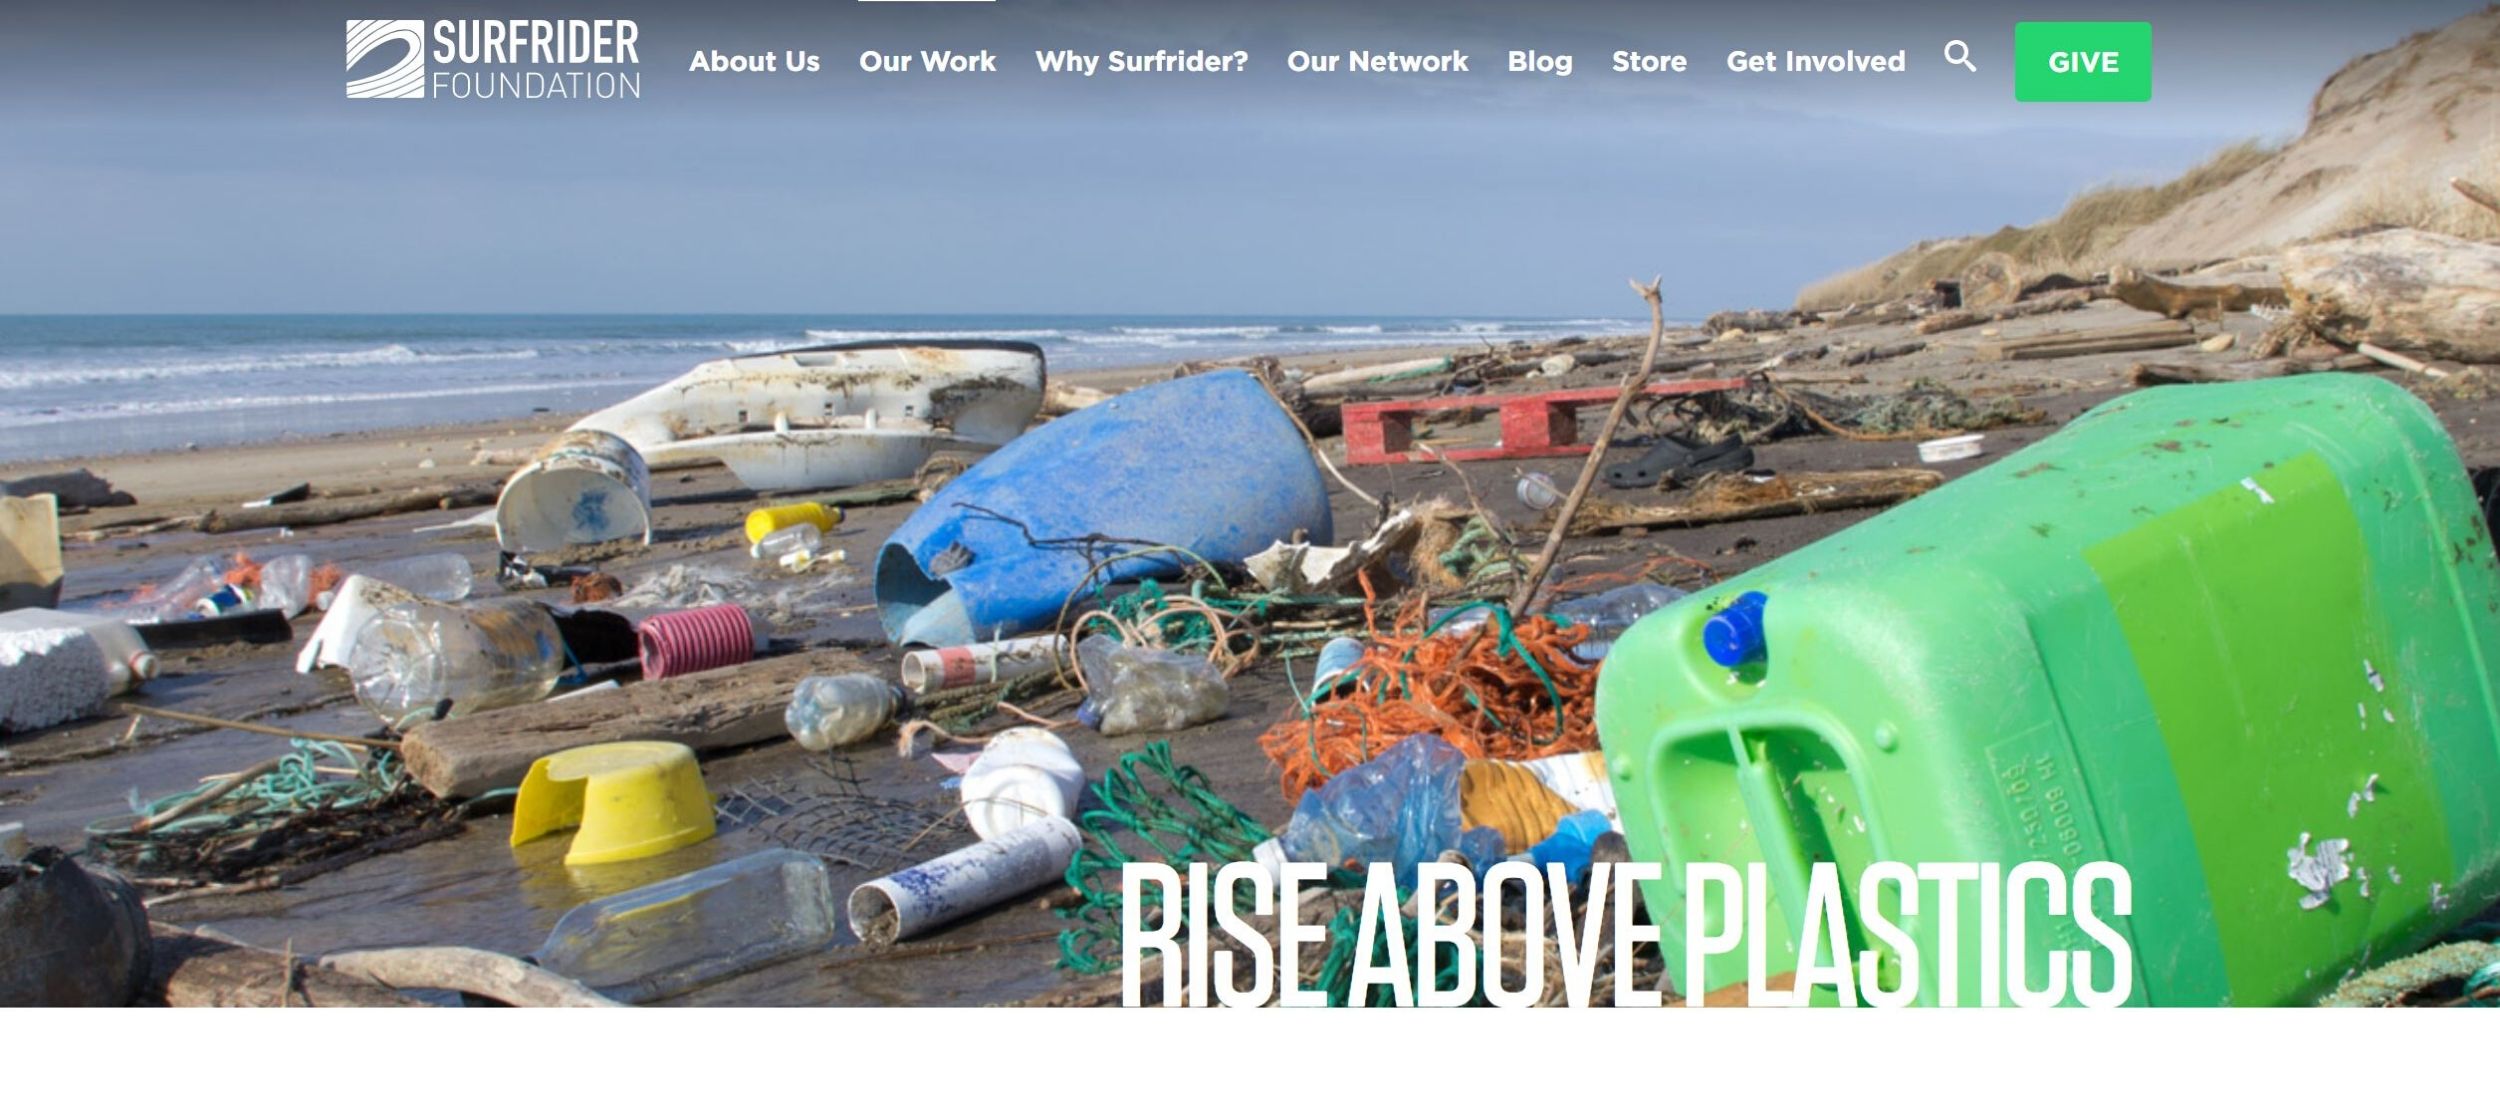 SURFRIDER
FOUNDATION
About Us Our Work Why Surfrider? Our Network Blog Store Get Involved GIVE
RISE ABOVE PLASTICS